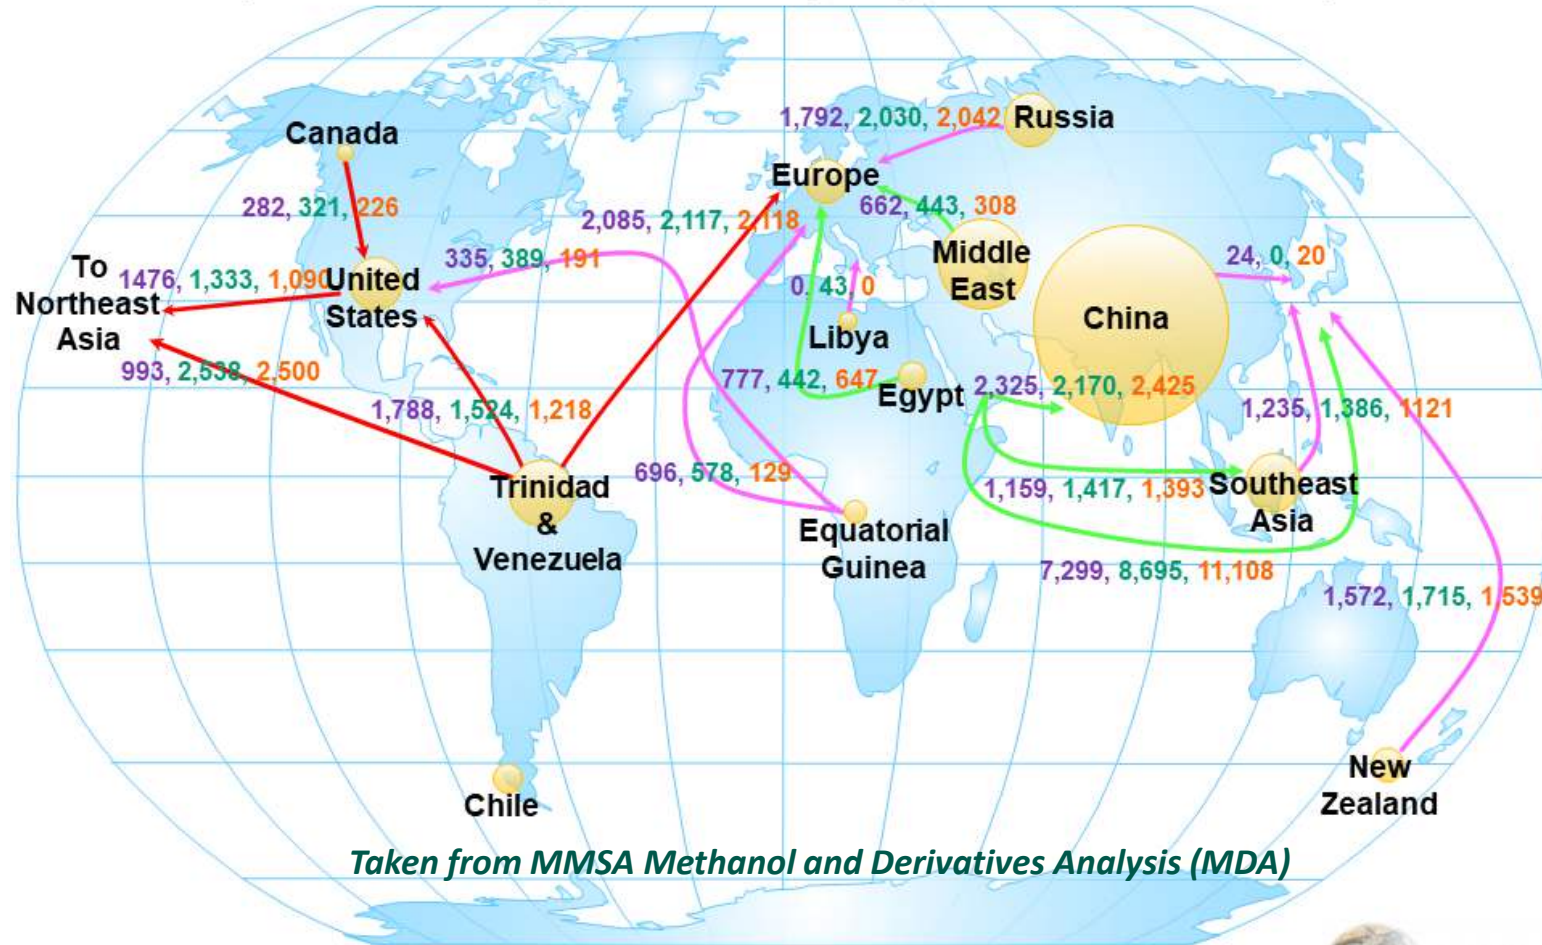 Canada
282, 321, 226
To
Northeast
Asia
1476, 1,333, 1,090
United
States
993, 2,538, 2,500
335, 389, 191
2,085, 2,117, 2,118
1,788, 1,524, 1,218
Trinidad
&
Venezuela
Chile
1,792, 2,030, 2,042
Russia
Europe
662, 443, 308
Middle
East
0, 43, 0
Libya
777, 442, 647
Egypt
2,325, 2,170, 2,425
696, 578, 129
Equatorial
Guinea
China
24, 0, 20
1,235, 1,386, 1121
1,159, 1,417, 1,393
Southeast
Asia
7,299, 8,695, 11,108
1,572, 1,715, 1,539
New
Zealand
Taken from MMSA Methanol and Derivatives Analysis (MDA)